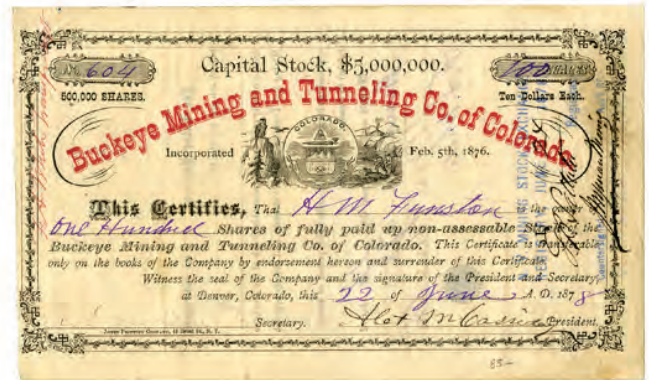 No. 604
Capital Stock, $5,000,000.
100 SHARES
500,000 SHARES.
Ten Dollars Each.
Buckeye Mining and Tunneling Co. of Colorado
COLORADO.
Incorporated
Feb. 5th, 1876.
This Certifies, That H M Funston is the
One Hundred Shares of fully paid up non-assessable Stock of the
Buckeye Mining and Tunneling Co. of Colorado. This Certificate is transferable
only on the books of the Company by endorsement hereon and surrender of this Certificate.
Witness the seal of the Company and the signature of the President and Secretary,
at Denver, Colorado, this 22 of June A. D. 1878
Secretary.
President.
85-